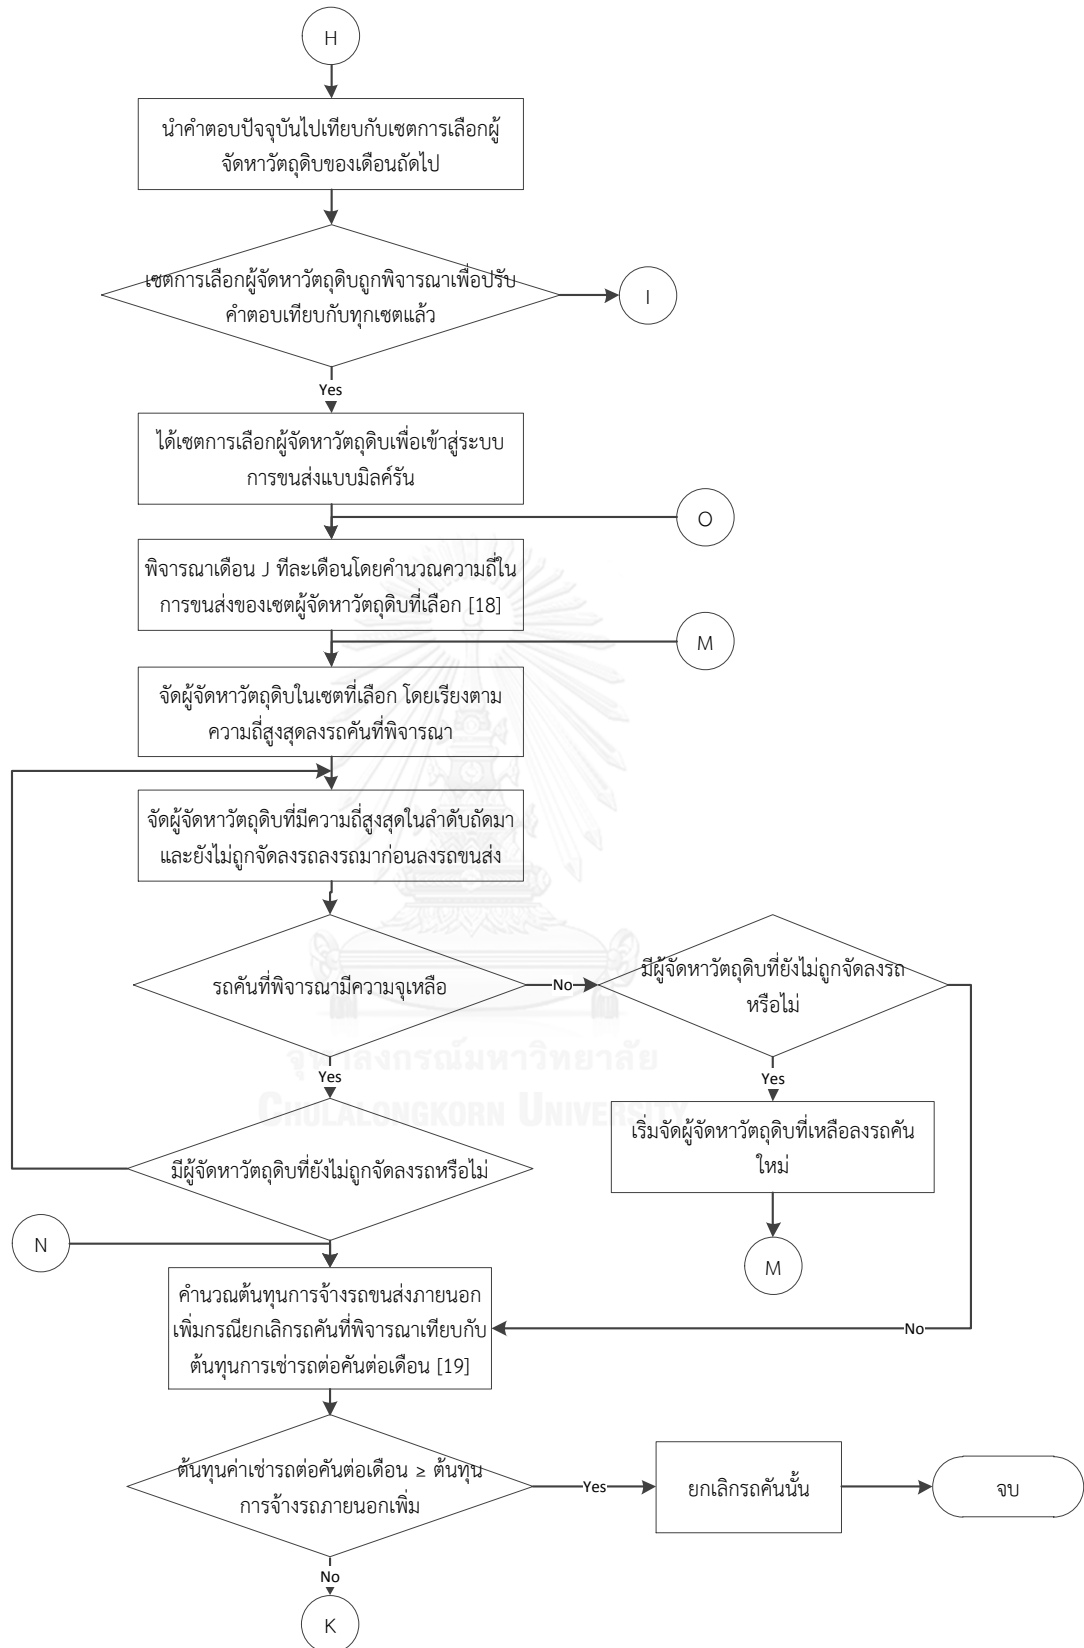 H
นำคำตอบปัจจุบันไปเทียบกับเซตการเลือกผู้
จัดหาวัตถุดิบของเดือนถัดไป
เซตการเลือกผู้จัดหาวัตถุดิบถูกพิจารณาเพื่อปรับ
คำตอบเทียบกับทุกเซตแล้ว
I
Yes
ได้เซตการเลือกผู้จัดหาวัตถุดิบเพื่อเข้าสู่ระบบ
การขนส่งแบบมิลค์รัน
O
พิจารณาเดือน J ทีละเดือนโดยคำนวณความถี่ใน
การขนส่งของเซตผู้จัดหาวัตถุดิบที่เลือก [18]
M
จัดผู้จัดหาวัตถุดิบในเซตที่เลือก โดยเรียงตาม
ความถี่สูงสุดลงรถคันที่พิจารณา
จัดผู้จัดหาวัตถุดิบที่มีความถี่สูงสุดในลำดับถัดมา
และยังไม่ถูกจัดลงรถลงรถมาก่อนลงรถขนส่ง
รถคันที่พิจารณามีความจุเหลือ
No
มีผู้จัดหาวัตถุดิบที่ยังไม่ถูกจัดลงรถ
หรือไม่
จุฬาลงกรณ์มหาวิทยาลัย
CHULALONGKORN UNIVERSITY
Yes
Yes
เริ่มจัดผู้จัดหาวัตถุดิบที่เหลือลงรถคัน
ใหม่
มีผู้จัดหาวัตถุดิบที่ยังไม่ถูกจัดลงรถหรือไม่
N
M
คำนวณต้นทุนการจ้างรถขนส่งภายนอก
เพิ่มกรณียกเลิกรถคันที่พิจารณาเทียบกับ
ต้นทุนการเช่ารถต่อคันต่อเดือน [19]
No
ต้นทุนค่าเช่ารถต่อคันต่อเดือน ≥ ต้นทุน
การจ้างรถภายนอกเพิ่ม
Yes
ยกเลิกรถคันนั้น
จบ
No
K